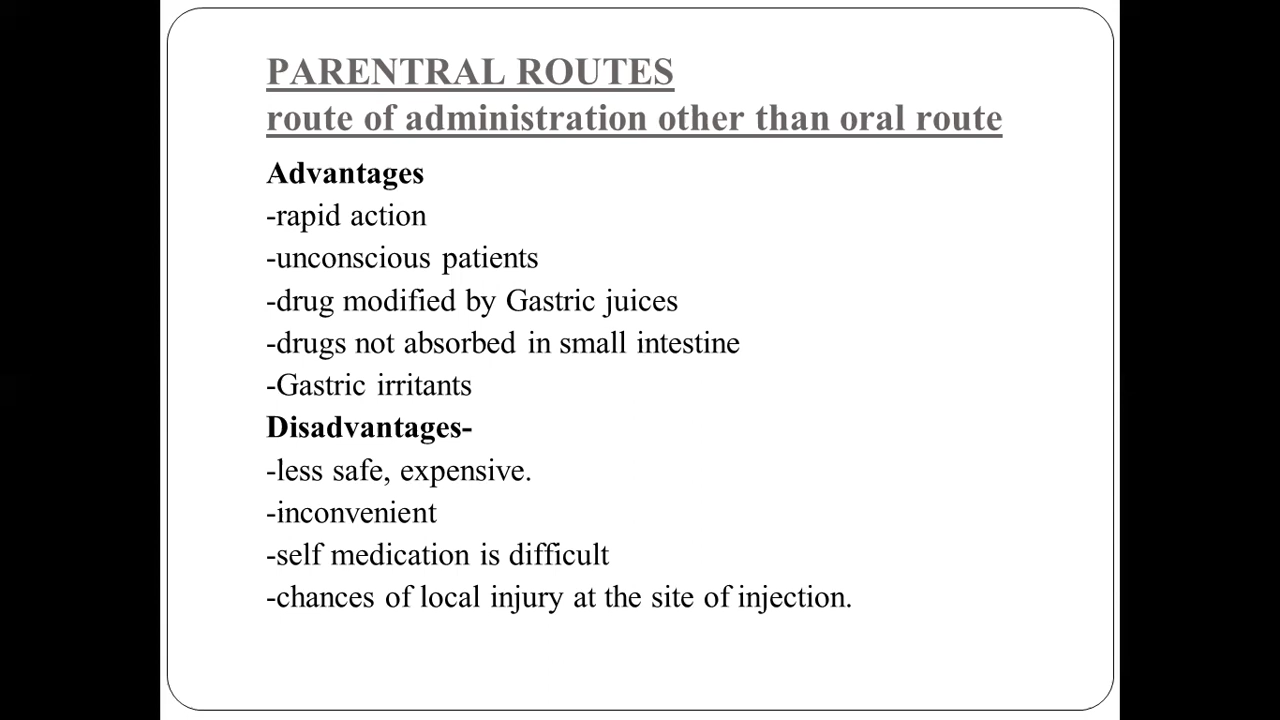 PARENTRAL ROUTES
route of administration other than oral route
Advantages
-rapid action
-unconscious patients
-drug modified by Gastric juices
-drugs not absorbed in small intestine
-Gastric irritants
Disadvantages-
-less safe, expensive.
-inconvenient
-self medication is difficult
-chances of local injury at the site of injection.